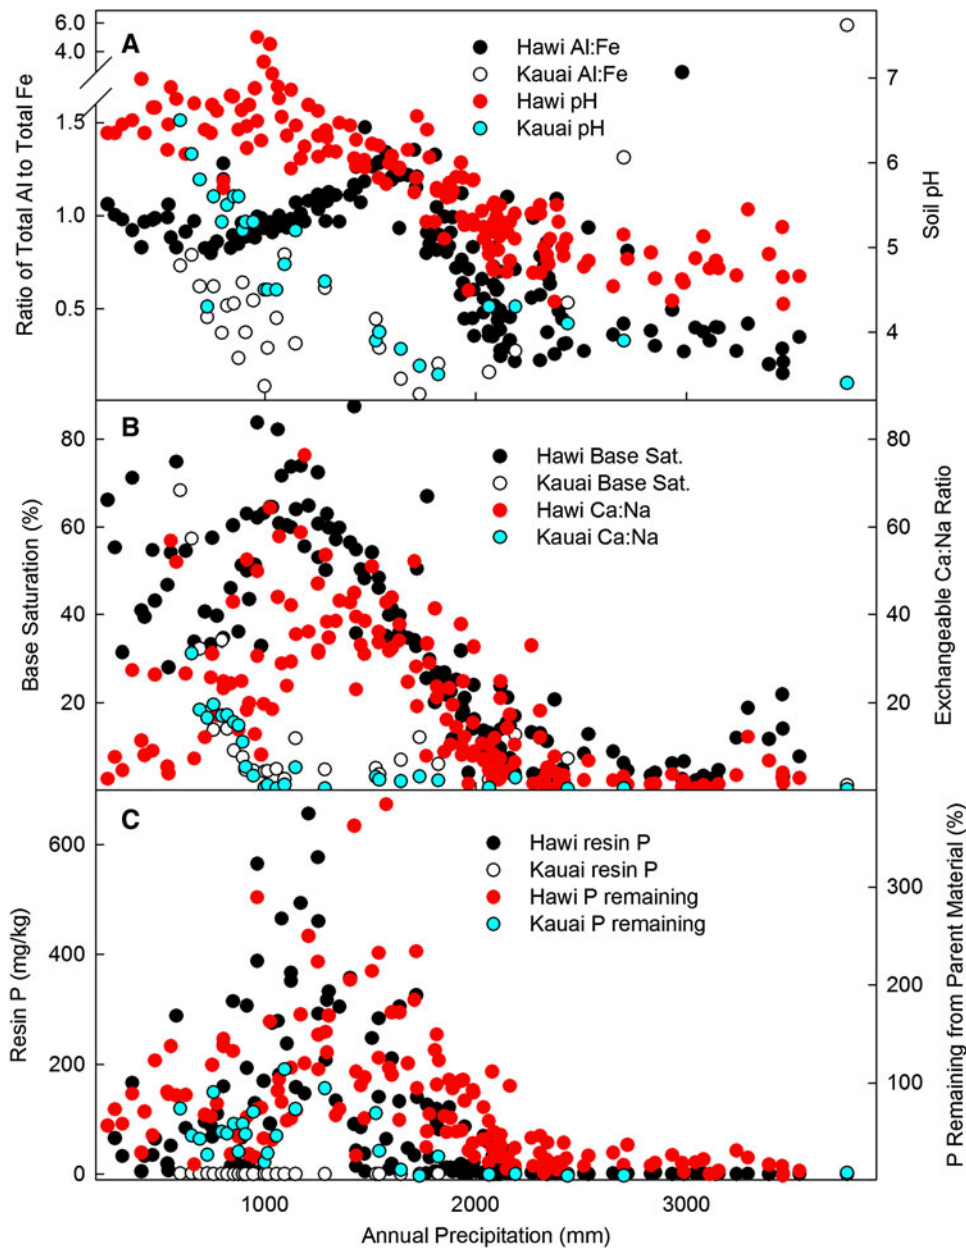 A
6.0
4.0
1.5
1.0
0.5
Ratio of Total Al to Total Fe
Hawi Al:Fe
Kauai Al:Fe
Hawi pH
Kauai pH
7
6
5
4
Soil pH
B
80
60
40
20
Base Saturation (%)
Hawi Base Sat.
Kauai Base Sat.
Hawi Ca:Na
Kauai Ca:Na
80
60
40
20
Exchangeable Ca:Na Ratio
C
600
400
200
0
Resin P (mg/kg)
Hawi resin P
Kauai resin P
Hawi P remaining
Kauai P remaining
300
200
100
0
P Remaining from Parent Material (%)
1000
2000
3000
Annual Precipitation (mm)